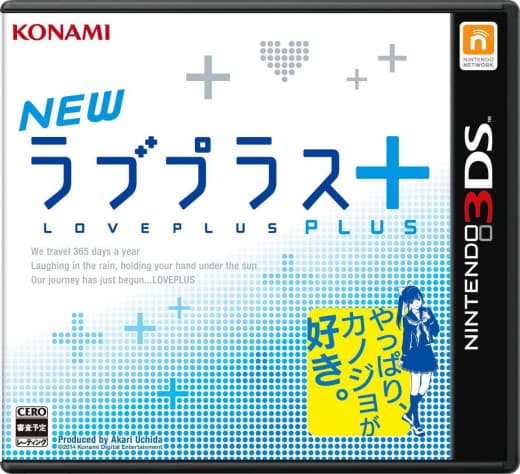 KONAMI
NINTENDO
NETWORK
NEW
ラブプラス+
LOVEPLUS PLUS
We travel 365 days a year
Laughing in the rain, holding your hand under the sun
Our journey has just begun...LOVEPLUS
やっぱり、
カノジョが
好き。
CERO
審査予定
レーティング
Produced by Akari Uchida
©2014 Konami Digital Entertainment
NINTENDO3DS™